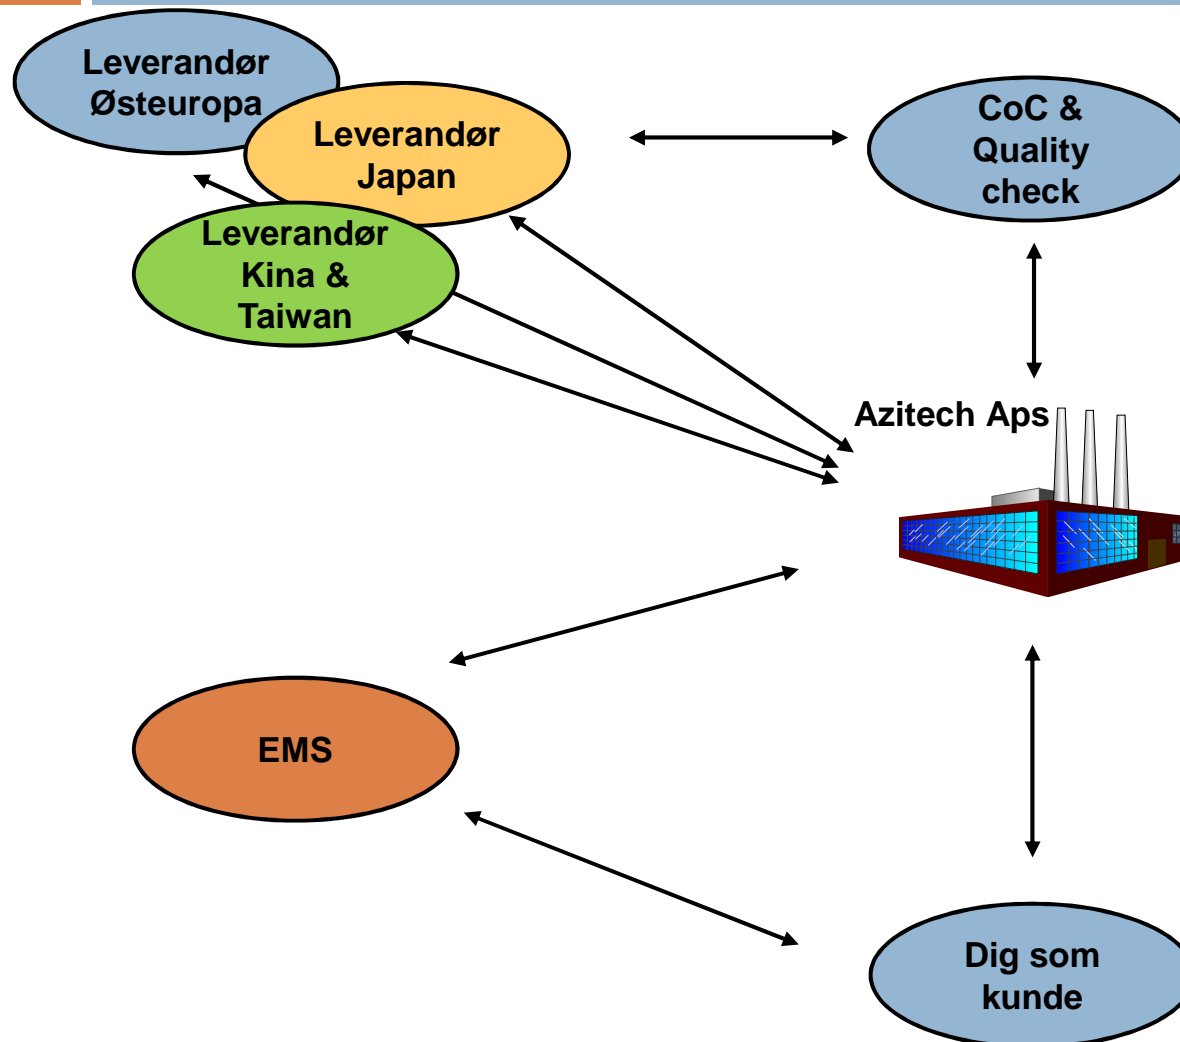 Leverandør
Østeuropa
Leverandør
Japan
Leverandør
Kina &
Taiwan
CoC &
Quality
check
Azitech Aps
EMS
Dig som
kunde